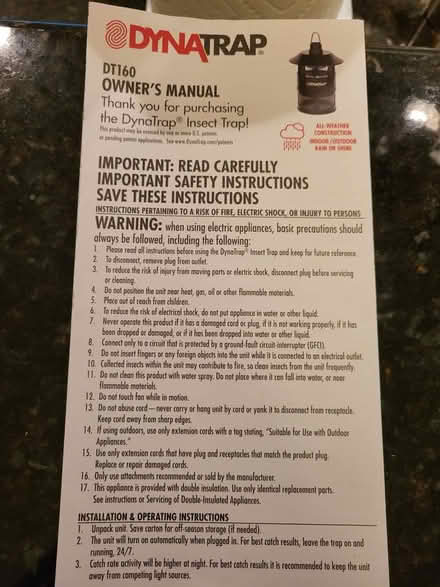 DYNATRAP®
DT160
OWNER'S MANUAL
Thank you for purchasing
the DynaTrap® Insect Trap!
This product may be covered by one or more U.S. patents
or pending patent applications. See www.DynaTrap.com/patents
ALL-WEATHER
CONSTRUCTION
INDOOR/OUTDOOR
RAIN OR SHINE
IMPORTANT: READ CAREFULLY
IMPORTANT SAFETY INSTRUCTIONS
SAVE THESE INSTRUCTIONS
INSTRUCTIONS PERTAINING TO A RISK OF FIRE, ELECTRIC SHOCK, OR INJURY TO PERSONS
WARNING: when using electric appliances, basic precautions should
always be followed, including the following:
1. Please read all instructions before using the DynaTrap® Insect Trap and keep for future reference.
2. To disconnect, remove plug from outlet.
3. To reduce the risk of injury from moving parts or electric shock, disconnect plug before servicing
or cleaning.
4. Do not position the unit near heat, gas, oil or other flammable materials.
5. Place out of reach from children.
6. To reduce the risk of electrical shock, do not put appliance in water or other liquid.
7. Never operate this product if it has a damaged cord or plug, if it is not working properly, if it has
been dropped or damaged, or if it has been dropped into water or other liquid.
8. Connect only to a circuit that is protected by a ground-fault circuit-interruptor (GFCI).
9. Do not insert fingers or any foreign objects into the unit while it is connected to an electrical outlet.
10. Collected insects within the unit may contribute to fire, so clean insects from the unit frequently.
11. Do not clean this product with water spray. Do not place where it can fall into water, or near
flammable materials.
12. Do not touch fan while in motion.
13. Do not abuse cord—never carry or hang unit by cord or yank it to disconnect from receptacle.
Keep cord away from sharp edges.
14. If using outdoors, use only extension cords with a tag stating, "Suitable for Use with Outdoor
Appliances."
15. Use only extension cords that have plug and receptacles that match the product plug.
Replace or repair damaged cords.
16. Only use attachments recommended or sold by the manufacturer.
17. This appliance is provided with double insulation. Use only identical replacement parts.
See instructions or Servicing of Double-Insulated Appliances.
INSTALLATION & OPERATING INSTRUCTIONS
1. Unpack unit. Save carton for off-season storage (if needed).
2. The unit will turn on automatically when plugged in. For best catch results, leave the trap on and
running, 24/7.
3. Catch rate activity will be higher at night. For best catch results it is recommended to keep the unit
away from competing light sources.